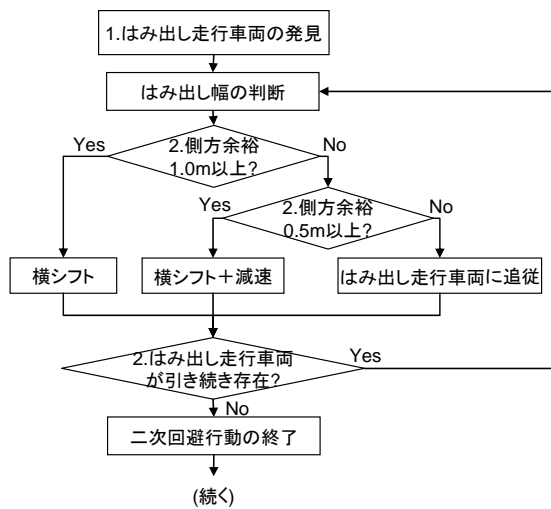 1.はみ出し走行車両の発見
はみ出し幅の判断
2.側方余裕
1.0m以上?
Yes
No
2.側方余裕
0.5m以上?
Yes
No
横シフト
横シフト＋減速
はみ出し走行車両に追従
2.はみ出し走行車両
が引き続き存在?
Yes
No
二次回避行動の終了
(続く)